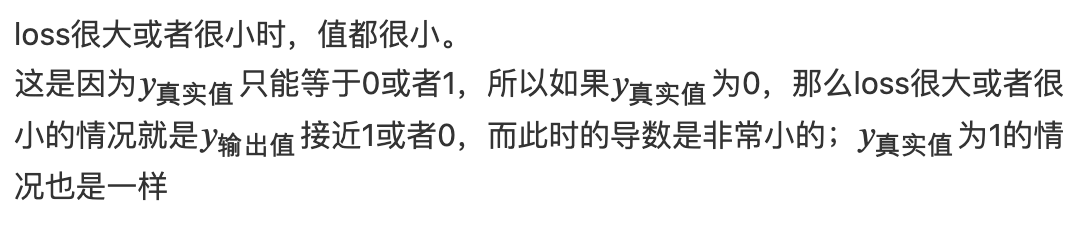 loss很大或者很小时，值都很小。
这是因为y真实值只能等于0或者1，所以如果y真实值为0，那么loss很大或者很
小的情况就是y输出值接近1或者0，而此时的导数是非常小的；y真实值为1的情
况也是一样